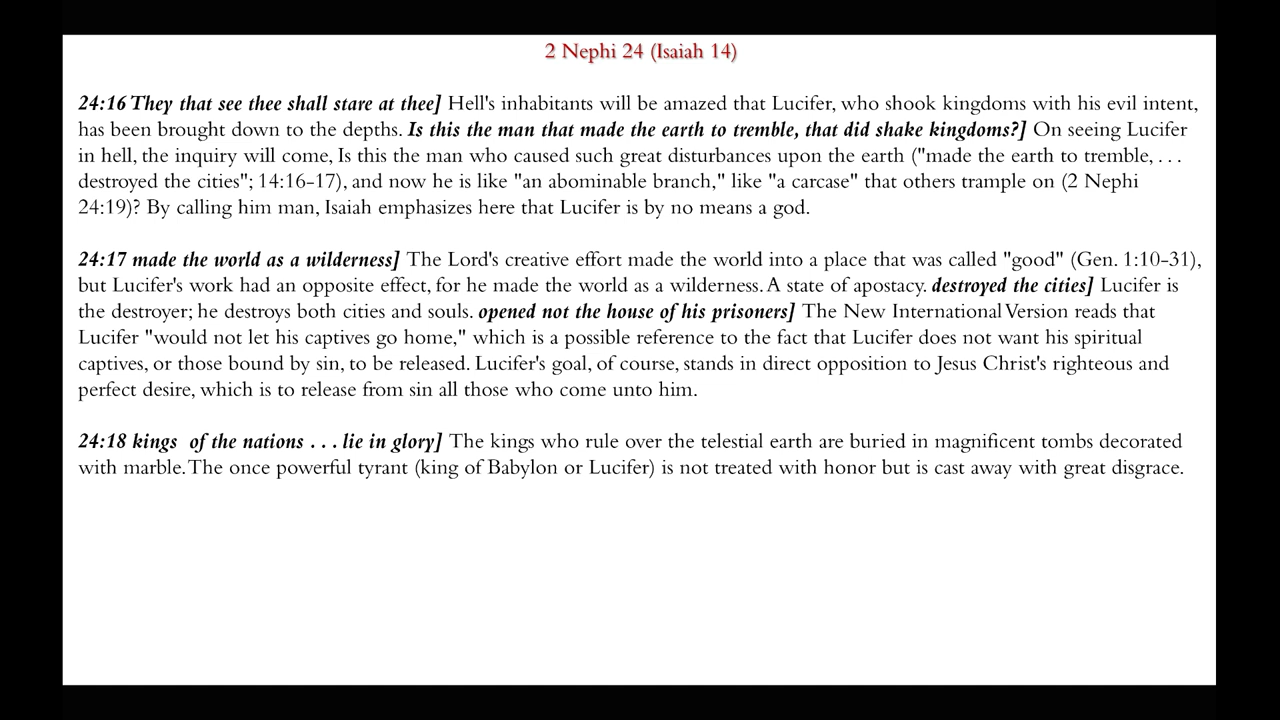 2 Nephi 24 (Isaiah 14)
24:16 They that see thee shall stare at thee] Hell's inhabitants will be amazed that Lucifer, who shook kingdoms with his evil intent,
has been brought down to the depths. Is this the man that made the earth to tremble, that did shake kingdoms?] On seeing Lucifer
in hell, the inquiry will come, Is this the man who caused such great disturbances upon the earth ("made the earth to tremble, . . .
destroyed the cities"; 14:16-17), and now he is like "an abominable branch," like "a carcase" that others trample on (2 Nephi
24:19)? By calling him man, Isaiah emphasizes here that Lucifer is by no means a god.
24:17 made the world as a wilderness] The Lord's creative effort made the world into a place that was called "good" (Gen. 1:10-31),
but Lucifer's work had an opposite effect, for he made the world as a wilderness. A state of apostacy. destroyed the cities] Lucifer is
the destroyer; he destroys both cities and souls. opened not the house of his prisoners] The New International Version reads that
Lucifer "would not let his captives go home," which is a possible reference to the fact that Lucifer does not want his spiritual
captives, or those bound by sin, to be released. Lucifer's goal, of course, stands in direct opposition to Jesus Christ's righteous and
perfect desire, which is to release from sin all those who come unto him.
24:18 kings of the nations . . . lie in glory] The kings who rule over the telestial earth are buried in magnificent tombs decorated
with marble. The once powerful tyrant (king of Babylon or Lucifer) is not treated with honor but is cast away with great disgrace.